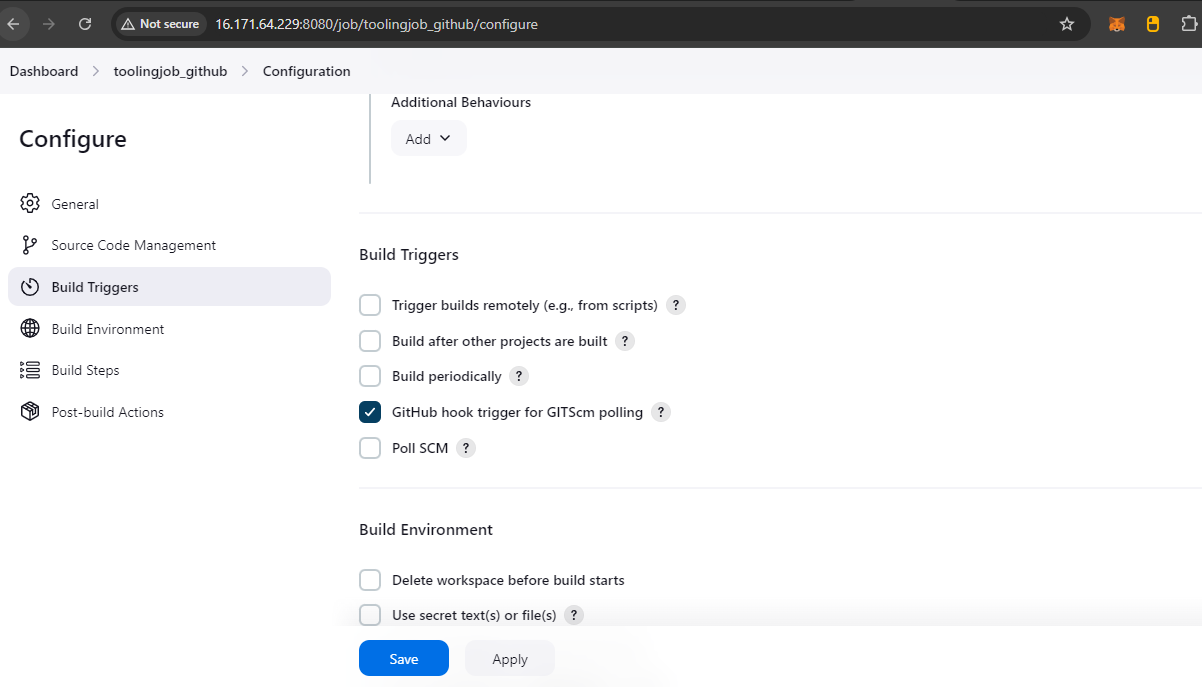 Not secure 16.171.64.229:8080/job/toolingjob_github/configure
Dashboard > toolingjob_github > Configuration
Additional Behaviours
Configure
Add
General
Source Code Management
Build Triggers
Build Triggers
Build Environment
Build Steps
Post-build Actions
Trigger builds remotely (e.g., from scripts) ?
Build after other projects are built ?
Build periodically ?
GitHub hook trigger for GITScm polling ?
Poll SCM ?
Build Environment
Delete workspace before build starts
Use secret text(s) or file(s) ?
Save Apply